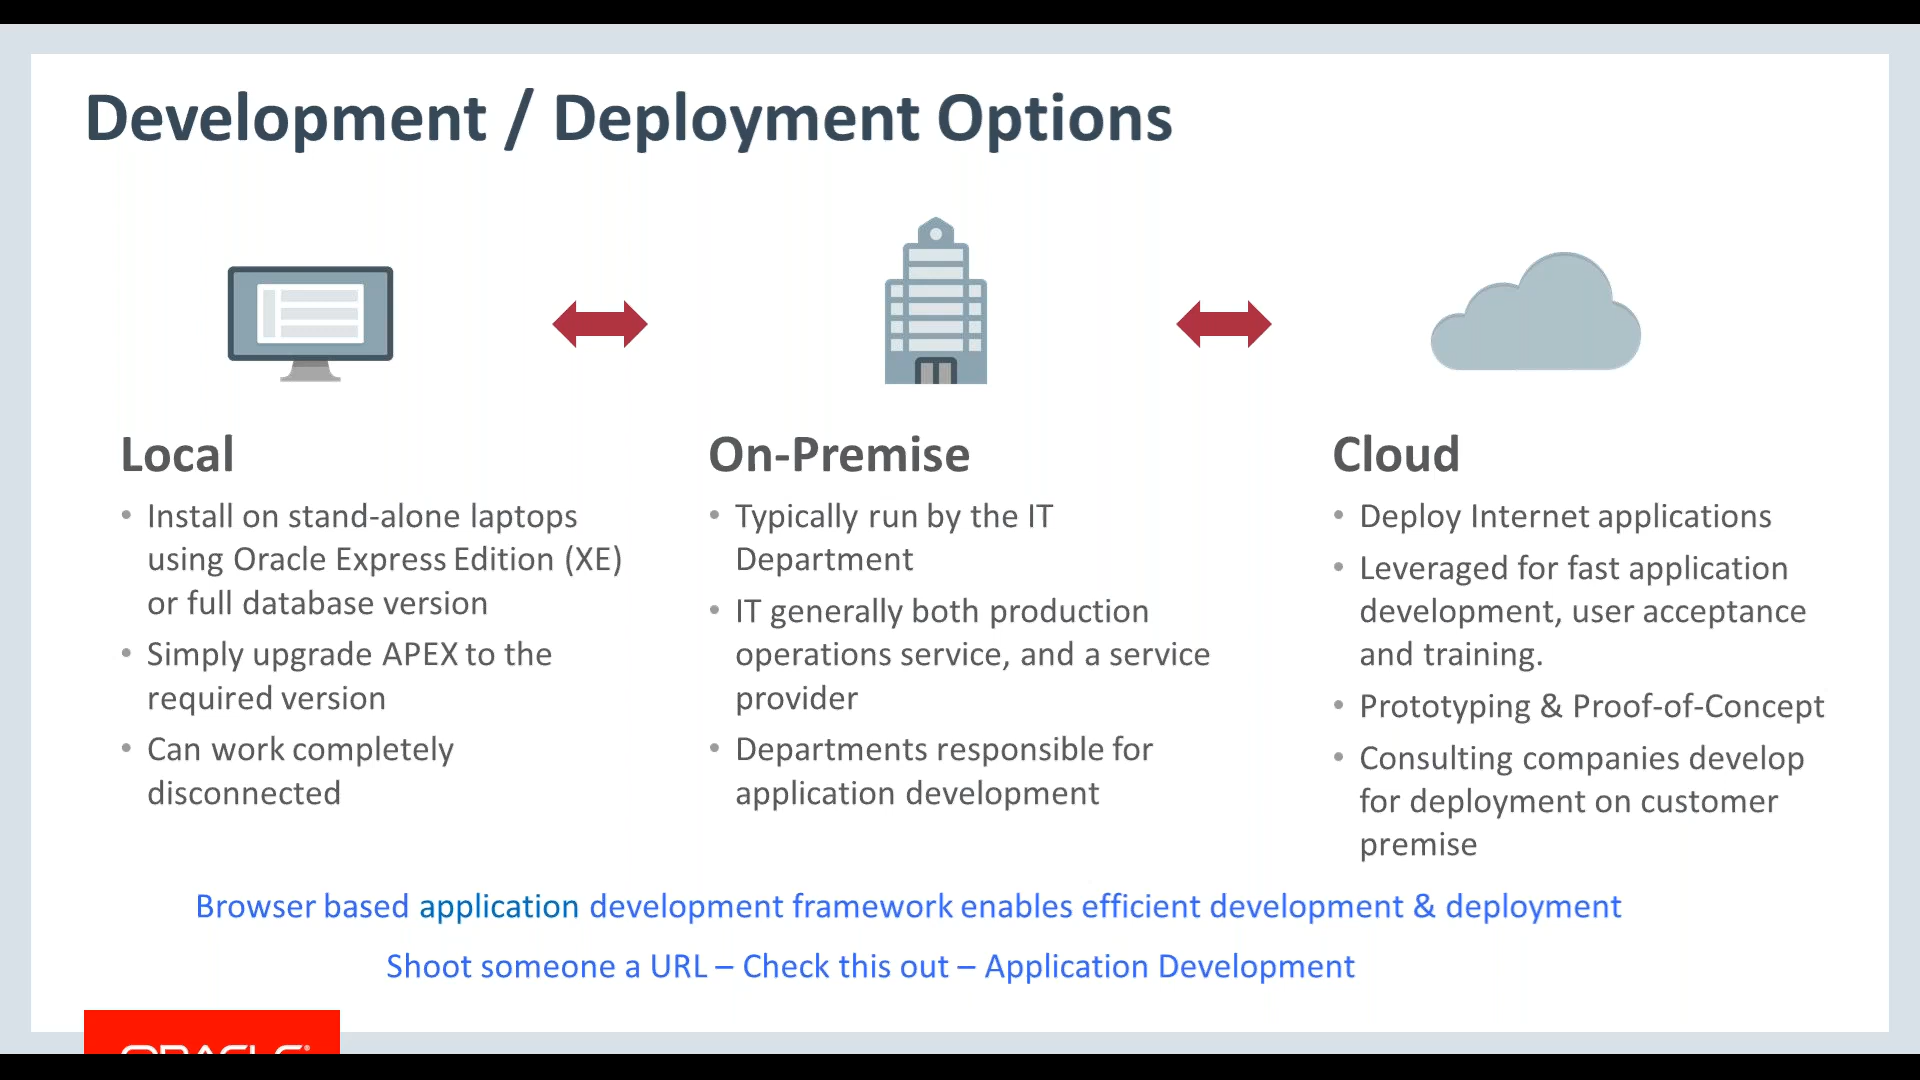 Development / Deployment Options
Local
• Install on stand-alone laptops
using Oracle Express Edition (XE)
or full database version
• Simply upgrade APEX to the
required version
• Can work completely
disconnected
On-Premise
• Typically run by the IT
Department
• IT generally both production
operations service, and a service
provider
• Departments responsible for
application development
Cloud
• Deploy Internet applications
• Leveraged for fast application
development, user acceptance
and training.
• Prototyping & Proof-of-Concept
• Consulting companies develop
for deployment on customer
premise
Browser based application development framework enables efficient development & deployment
Shoot someone a URL – Check this out – Application Development
ORACLE®